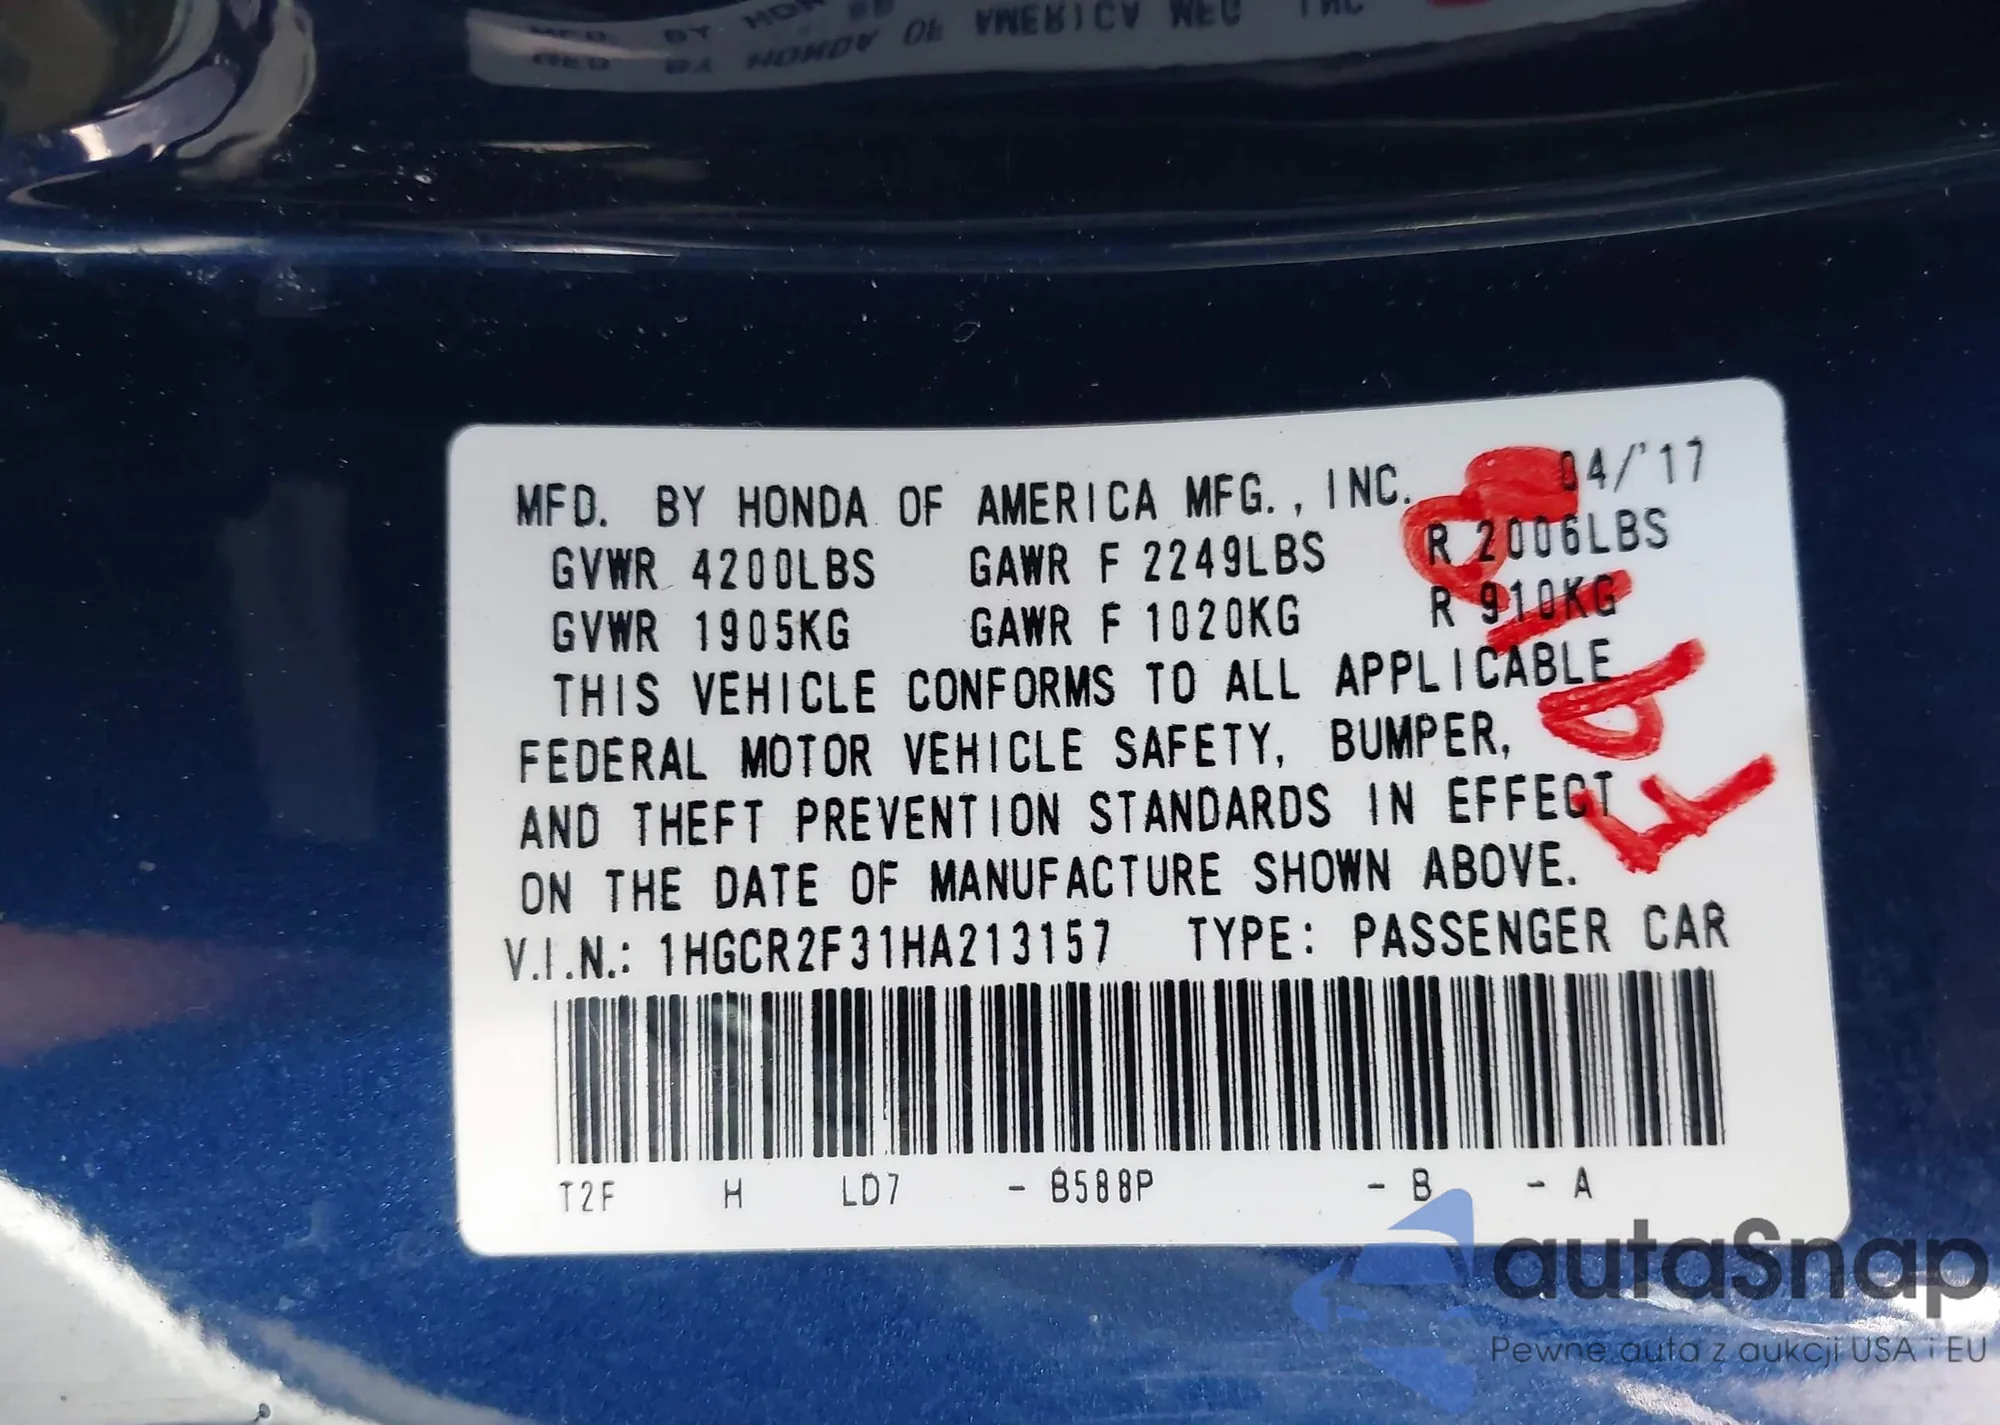 MFD. BY HONDA OF AMERICA MFG., INC. 04/'17
GVWR 4200LBS GAWR F 2249LBS R 2006LBS
GVWR 1905KG GAWR F 1020KG R 910KG
THIS VEHICLE CONFORMS TO ALL APPLICABLE
FEDERAL MOTOR VEHICLE SAFETY, BUMPER,
AND THEFT PREVENTION STANDARDS IN EFFECT
ON THE DATE OF MANUFACTURE SHOWN ABOVE.
V.I.N.: 1HGCR2F31HA213157 TYPE: PASSENGER CAR
T2F H LD7 - B588P - B - A
autaSnap
Pewne auta z aukcji USA i EU